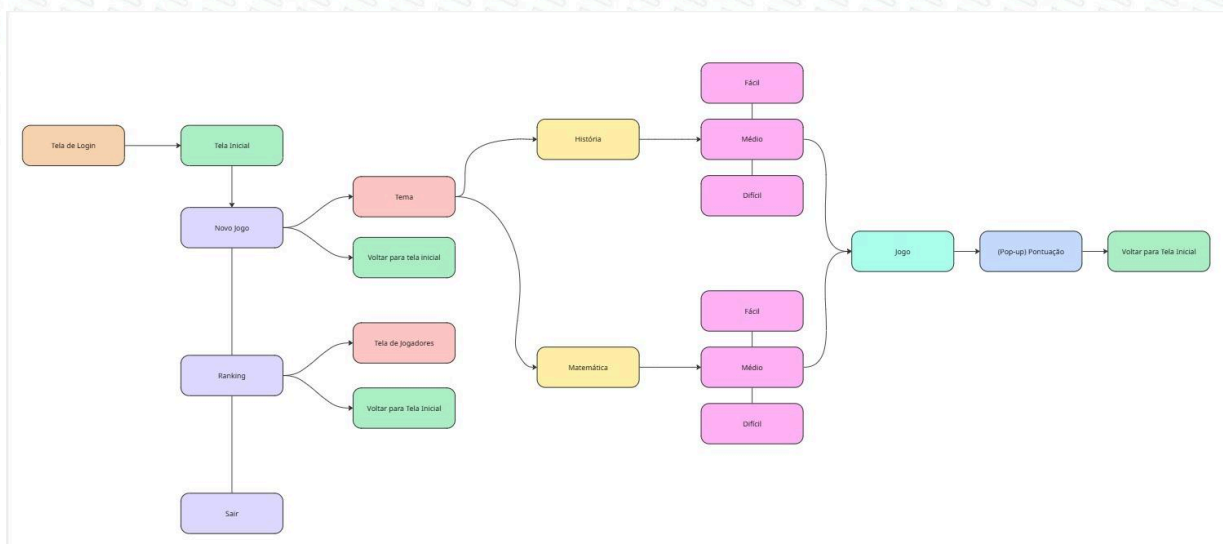 Tela de Login
Tela Inicial
Novo Jogo
Ranking
Sair
Tema
Voltar para tela inicial
Tela de Jogadores
Voltar para Tela Inicial
História
Matemática
Fácil
Médio
Difícil
Fácil
Médio
Difícil
Jogo
(Pop-up) Pontuação
Voltar para Tela Inicial